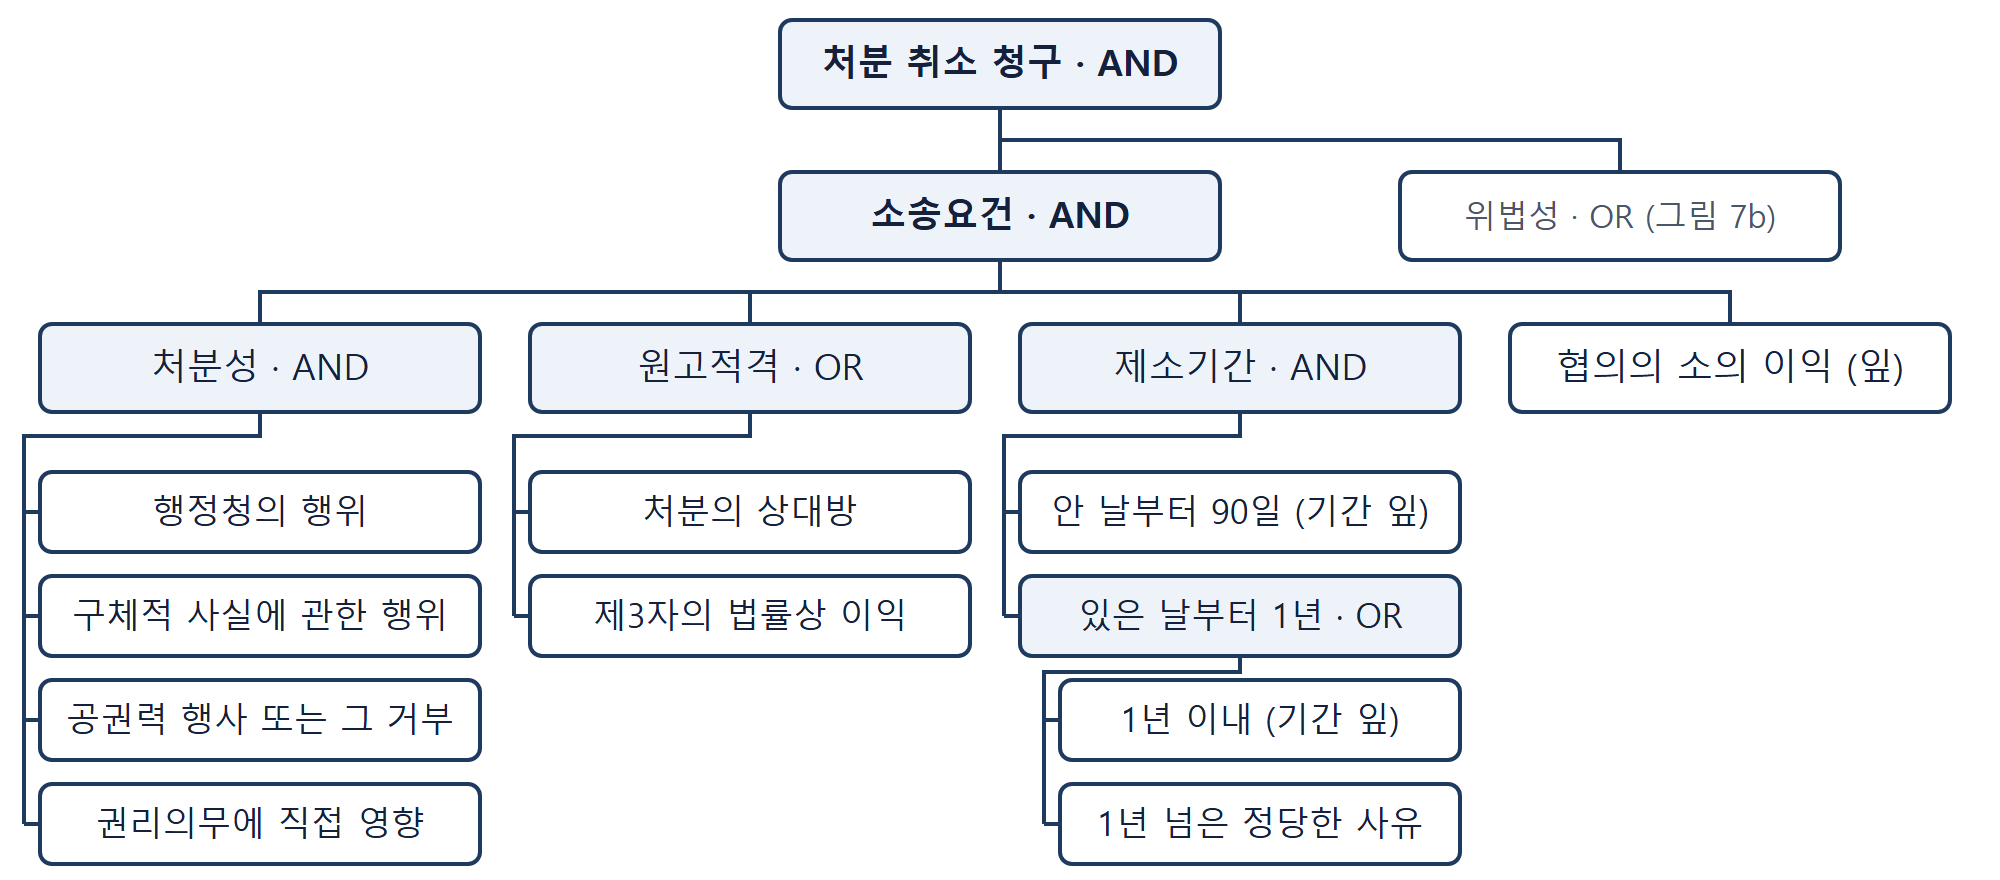 처분 취소 청구 · AND
소송요건 · AND
위법성 · OR (그림 7b)
처분성 · AND
원고적격 · OR
제소기간 · AND
협의의 소의 이익 (잎)
행정청의 행위
처분의 상대방
안 날부터 90일 (기간 잎)
구체적 사실에 관한 행위
제3자의 법률상 이익
있은 날부터 1년 · OR
공권력 행사 또는 그 거부
1년 이내 (기간 잎)
권리의무에 직접 영향
1년 넘은 정당한 사유